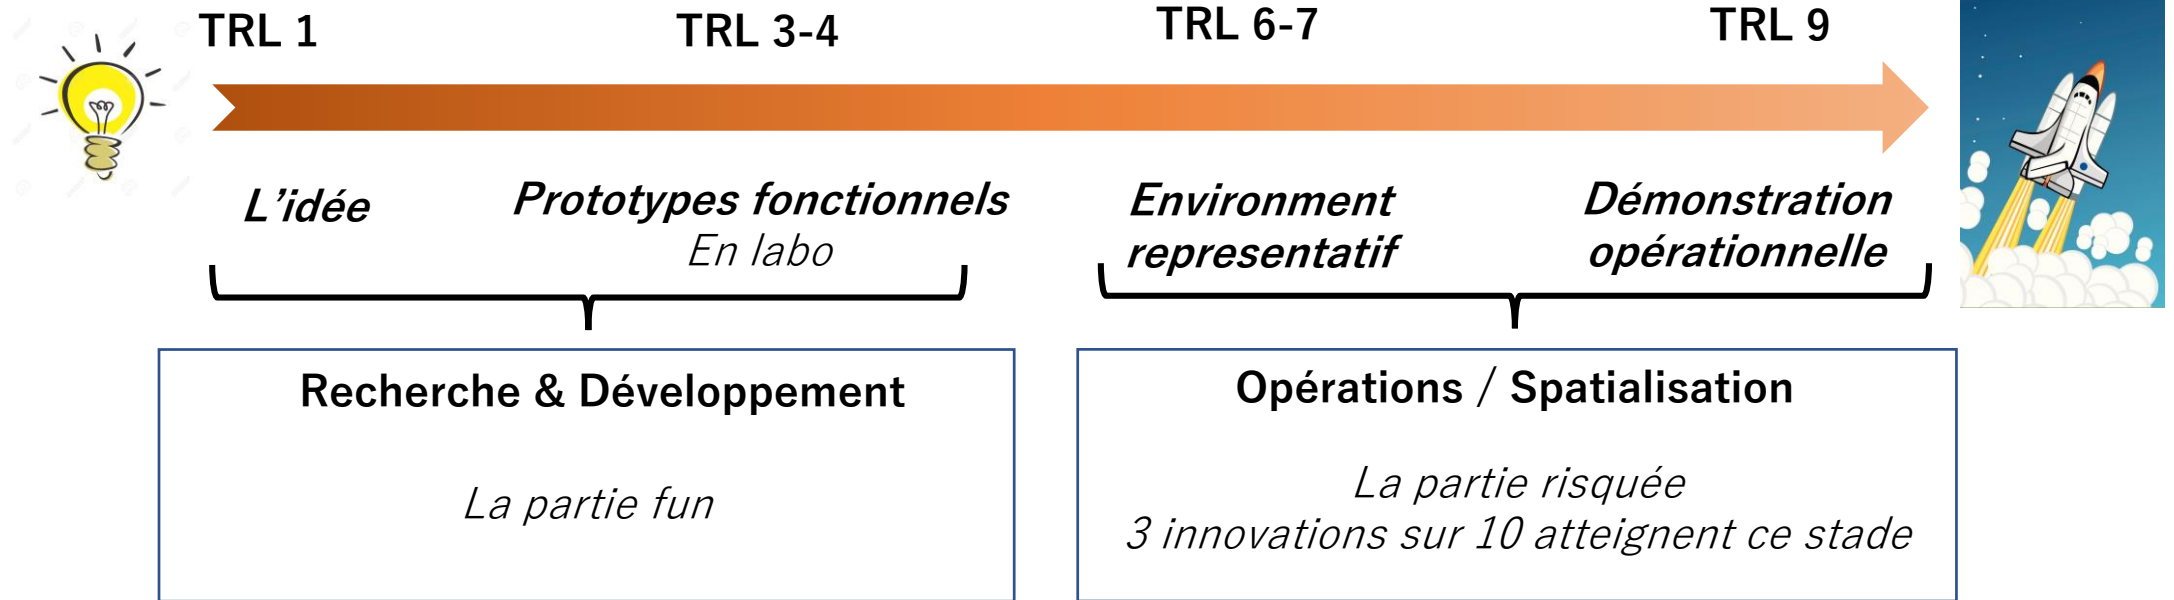 TRL 1
TRL 3-4
TRL 6-7
TRL 9
L'idée
Prototypes fonctionnels
En labo
Environment
representatif
Démonstration
opérationnelle
Recherche & Développement
La partie fun
Opérations / Spatialisation
La partie risquée
3 innovations sur 10 atteignent ce stade